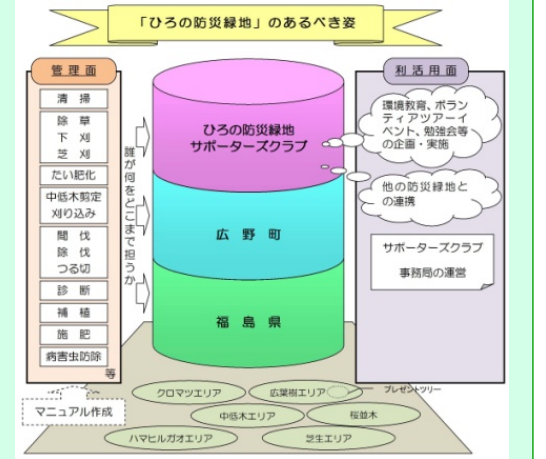 「ひろの防災緑地」のあるべき姿
管理面
清 掃
除 草
下 刈
芝 刈
たい肥化
中低木剪定
刈り込み
間 伐
除 伐
つる切
診 断
補 植
施 肥
病害虫防除
等
マニュアル作成
誰が何をどこまで担うか
ひろの防災緑地
サポーターズクラブ
広 野 町
福 島 県
利活用面
環境教育、ボラン
ティアツアーイ
ベント、勉強会等
の企画・実施
他の防災緑地と
の連携
サポーターズクラブ
事務局の運営
クロマツエリア
広葉樹エリア
プレゼントツリー
中低木エリア
桜並木
ハマヒルガオエリア
芝生エリア